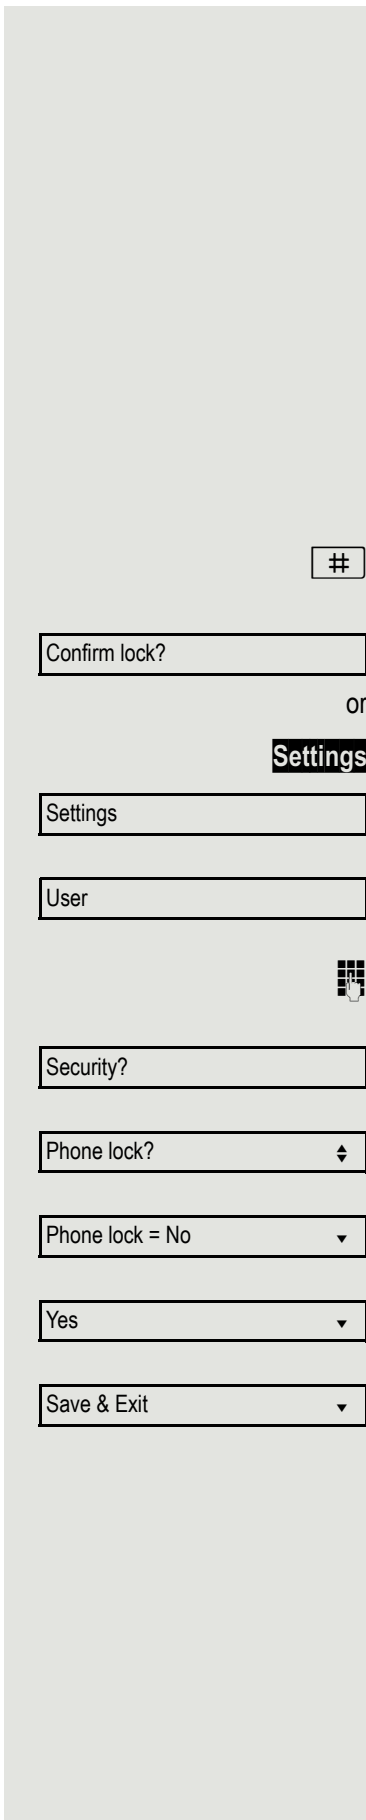 #
Confirm lock?
or
Settings
Settings
User
Security?
Phone lock?
Phone lock = No
Yes
Save & Exit